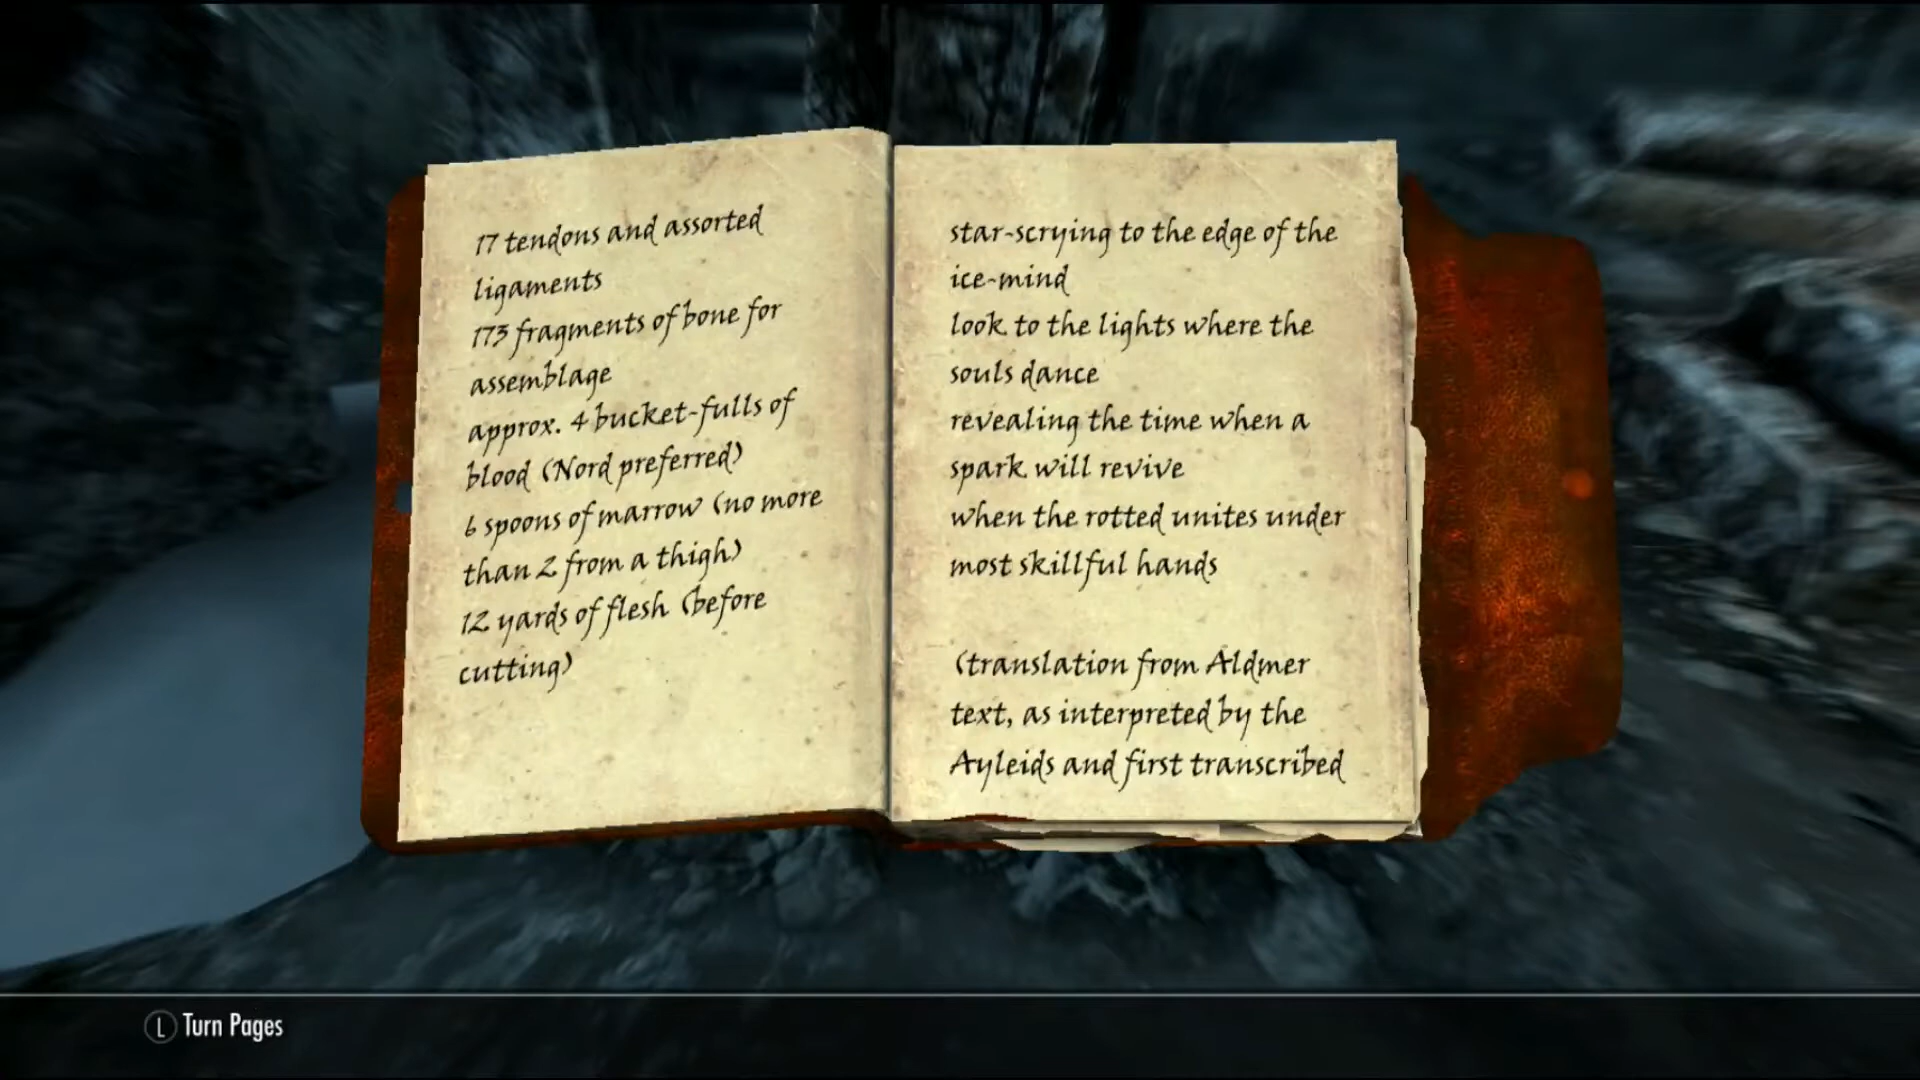 17 tendons and assorted
ligaments
173 fragments of bone for
assemblage
approx. 4 bucket-fulls of
blood (Nord preferred)
6 spoons of marrow (no more
than 2 from a thigh)
12 yards of flesh (before
cutting)
star-scrying to the edge of the
ice-mind
look to the lights where the
souls dance
revealing the time when a
spark will revive
when the rotted unites under
most skillful hands
(translation from Aldmer
text, as interpreted by the
Ayleids and first transcribed
L Turn Pages